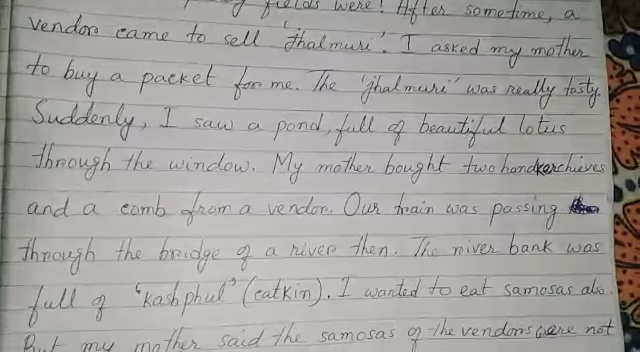 fields were! After sometime, a
vendor came to sell 'jhalmuri'. I asked my mother
to buy a packet for me. The 'jhalmuri' was really tasty.
Suddenly, I saw a pond, full of beautiful lotus
through the window. My mother bought two handkerchieves
and a comb from a vendor. Our train was passing
through the bridge of a river then. The river bank was
full of "kashphul" (catkin). I wanted to eat samosas also.
But my mother said the samosas of the vendors were not